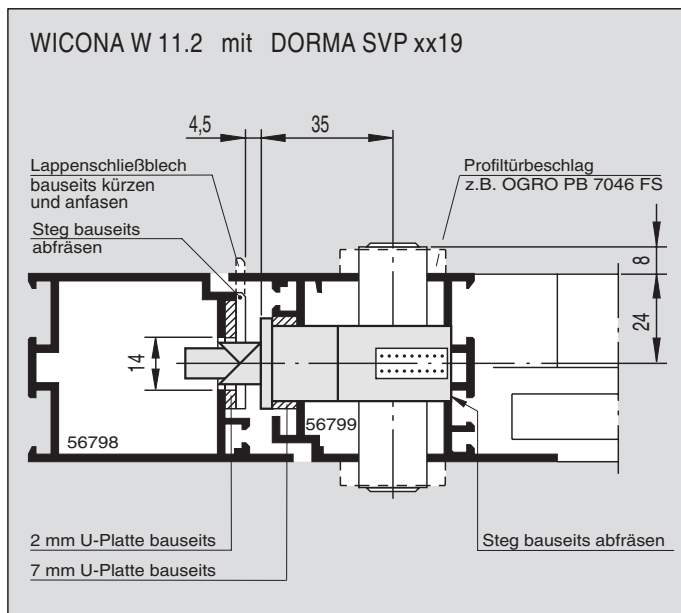 WICONA W 11.2 mit DORMA SVP xx19
4,5
35
Lappenschließblech
bauseits kürzen
und anfasen
Profiltürbeschlag
z.B. OGRO PB 7046 FS
Steg bauseits
abfräsen
8
24
14
56798
56799
2 mm U-Platte bauseits
Steg bauseits abfräsen
7 mm U-Platte bauseits